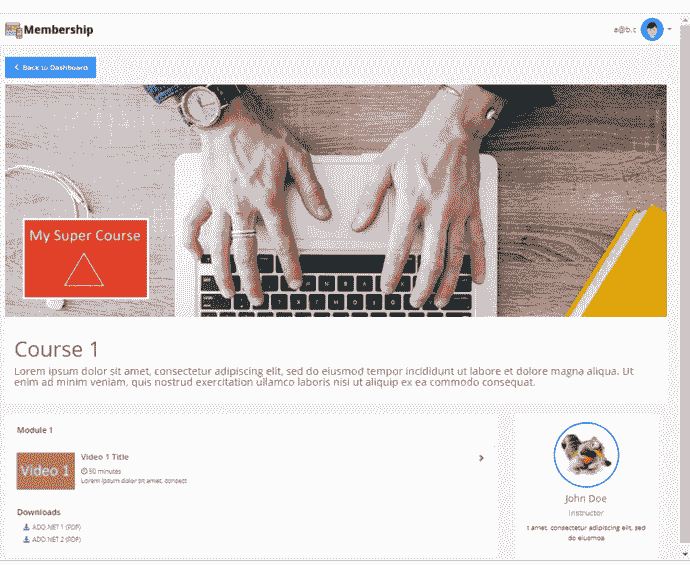 Membership
a@b.c
Back to Dashboard
My Super Course
Course 1
Lorem ipsum dolor sit amet, consectetur adipiscing elit, sed do eiusmod tempor incididunt ut labore et dolore magna aliqua. Ut
enim ad minim veniam, quis nostrud exercitation ullamco laboris nisi ut aliquip ex ea commodo consequat.
Module 1
Video 1
Video 1 Title
50 minutes
Lorem ipsum dolor sit amet, consect
Downloads
ADO.NET 1 (PDF)
ADO.NET 2 (PDF)
John Doe
Instructor
t amet, consectetur adipiscing elit, sed
do eiusmod